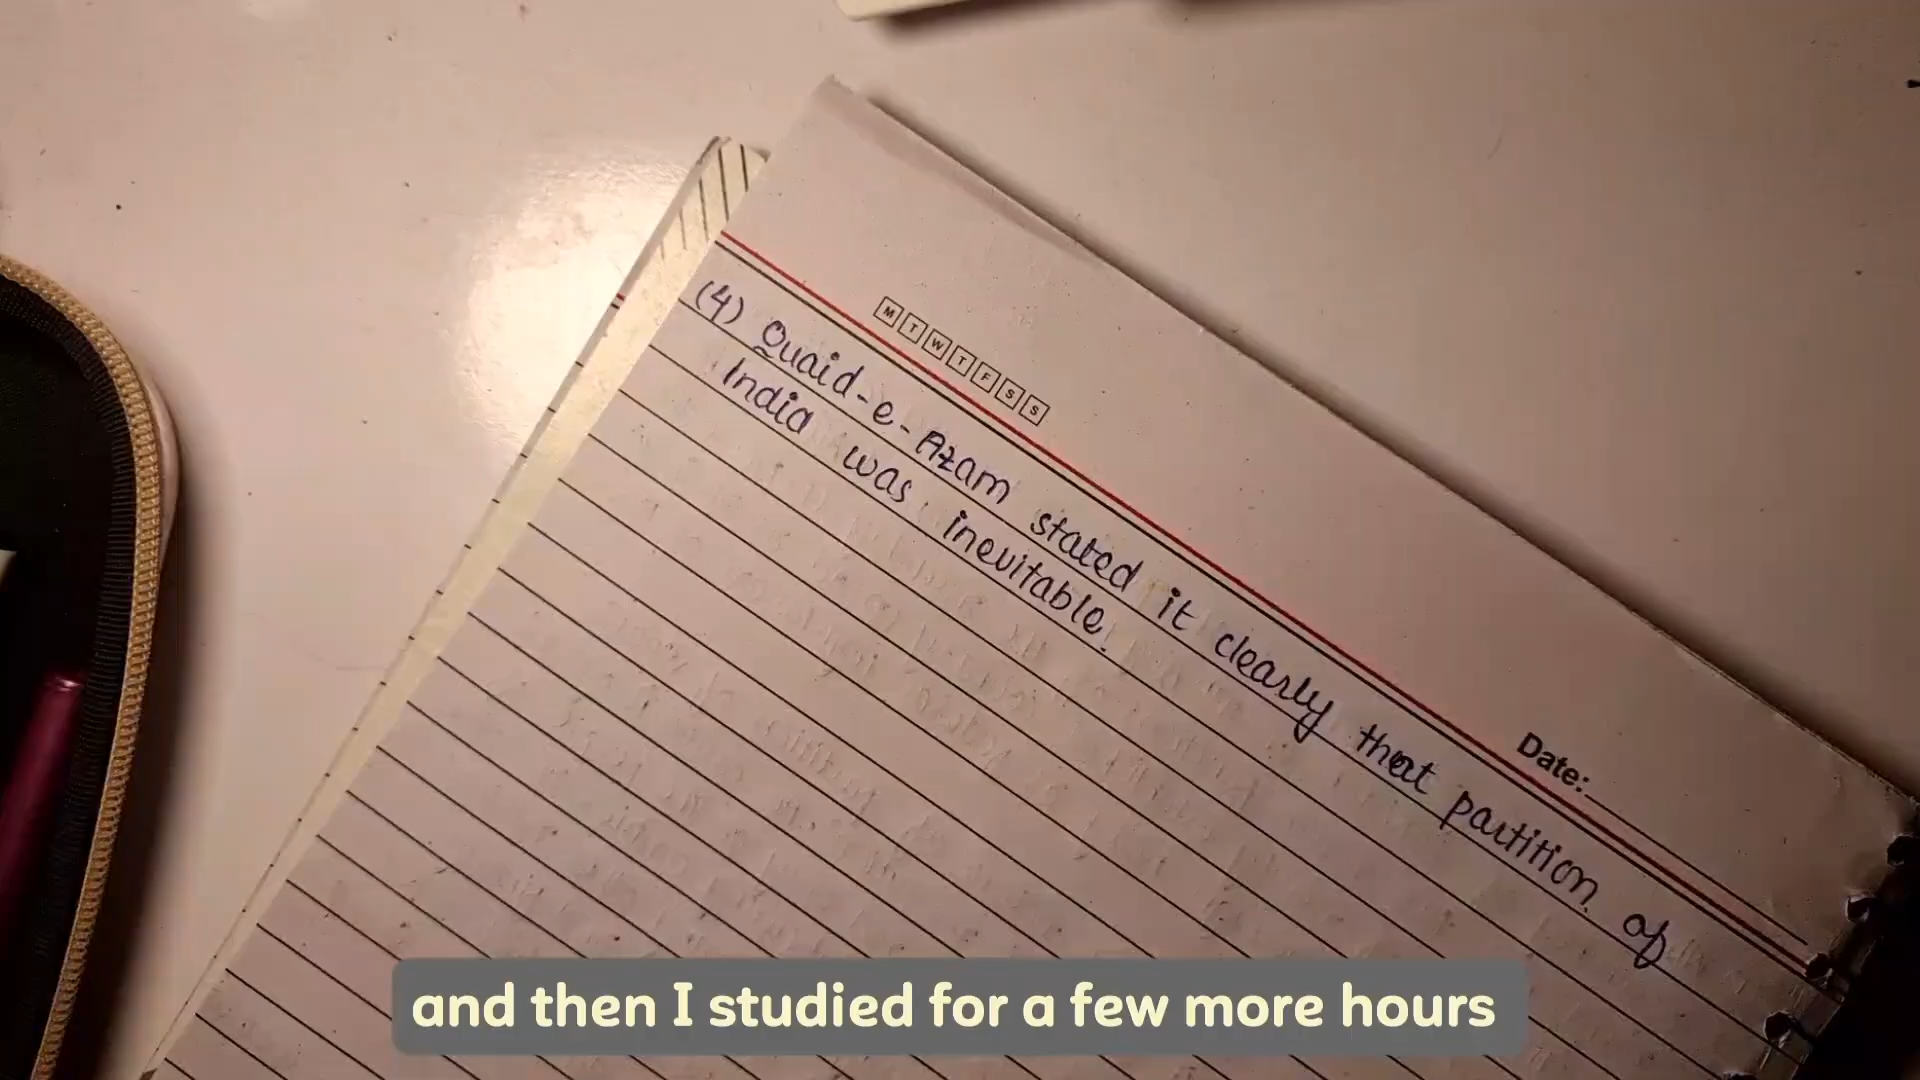 M T W T F S S
Date:
(4) Quaid-e-Azam stated it clearly that partition of
India was inevitable.
and then I studied for a few more hours